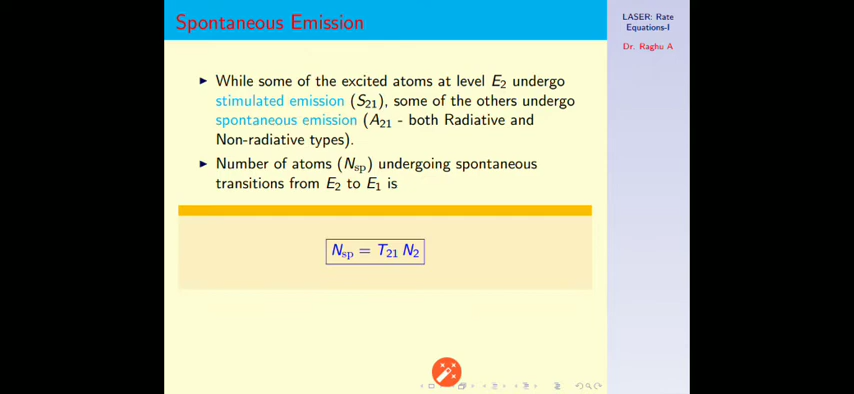 Spontaneous Emission
LASER: Rate
Equations-I
Dr. Raghu A
► While some of the excited atoms at level E₂ undergo
stimulated emission (S₂₁), some of the others undergo
spontaneous emission (A₂₁ - both Radiative and
Non-radiative types).
► Number of atoms (Nₛₚ) undergoing spontaneous
transitions from E₂ to E₁ is
Nₛₚ = T₂₁ N₂